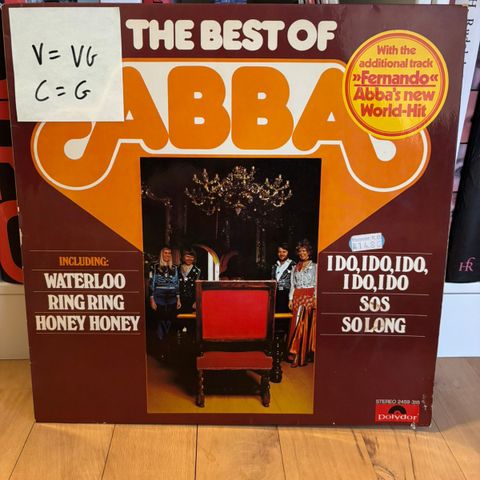 V = VG
C = G
THE BEST OF
ABBA
With the
additional track
»Fernando«
Abba's new
World-Hit
INCLUDING:
WATERLOO
RING RING
HONEY HONEY
I DO, I DO, I DO,
I DO, I DO
SOS
SO LONG
STEREO 2459 315
Polydor